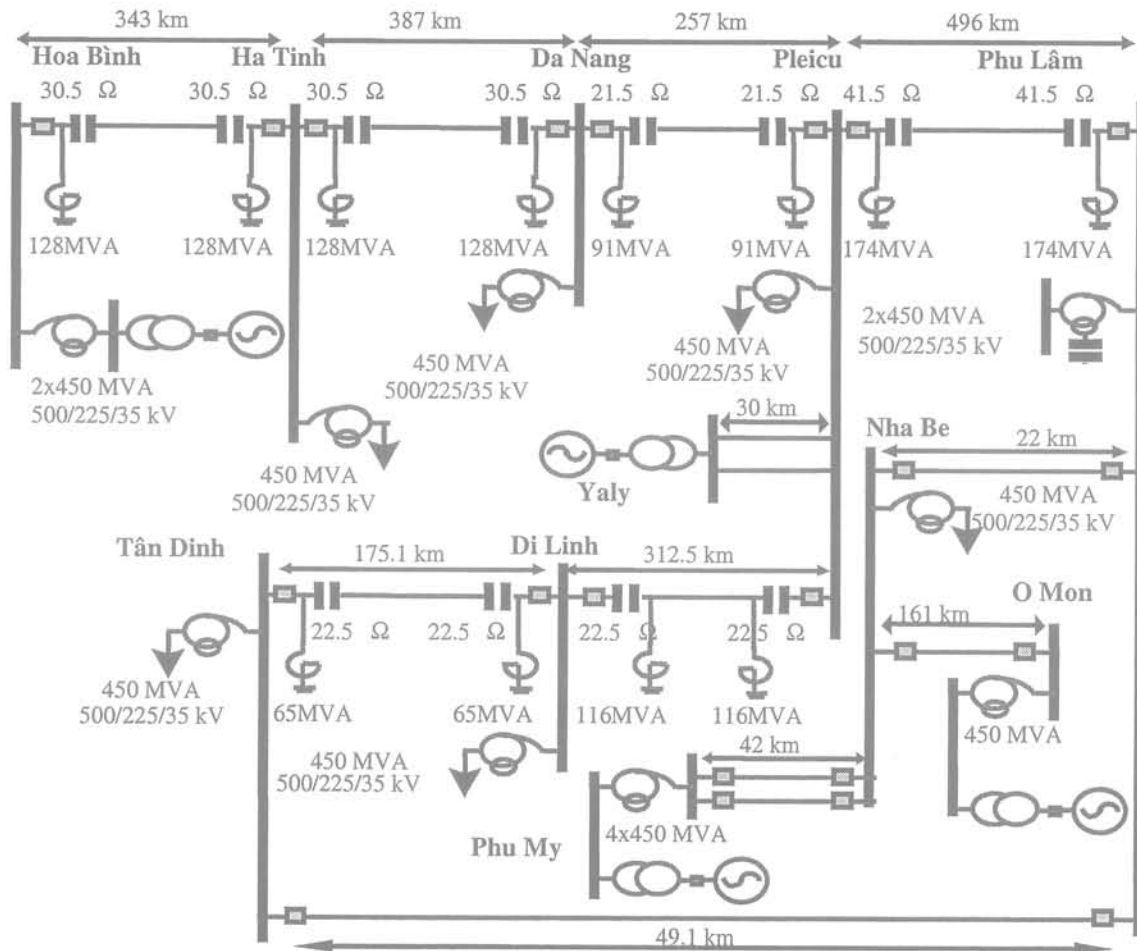 343 km
387 km
257 km
496 km
Hoa Bình
Ha Tinh
Da Nang
Pleicu
Phu Lâm
30.5 Ω
30.5 Ω
30.5 Ω
30.5 Ω
21.5 Ω
21.5 Ω
41.5 Ω
41.5 Ω
128MVA
128MVA
128MVA
128MVA
91MVA
91MVA
174MVA
174MVA
2x450 MVA
500/225/35 kV
450 MVA
500/225/35 kV
450 MVA
500/225/35 kV
450 MVA
500/225/35 kV
2x450 MVA
500/225/35 kV
30 km
Yaly
Nha Be
22 km
450 MVA
500/225/35 kV
Tân Dinh
175.1 km
Di Linh
312.5 km
O Mon
161 km
22.5 Ω
22.5 Ω
22.5 Ω
22.5 Ω
450 MVA
500/225/35 kV
65MVA
65MVA
116MVA
116MVA
450 MVA
450 MVA
500/225/35 kV
42 km
4x450 MVA
Phu My
49.1 km